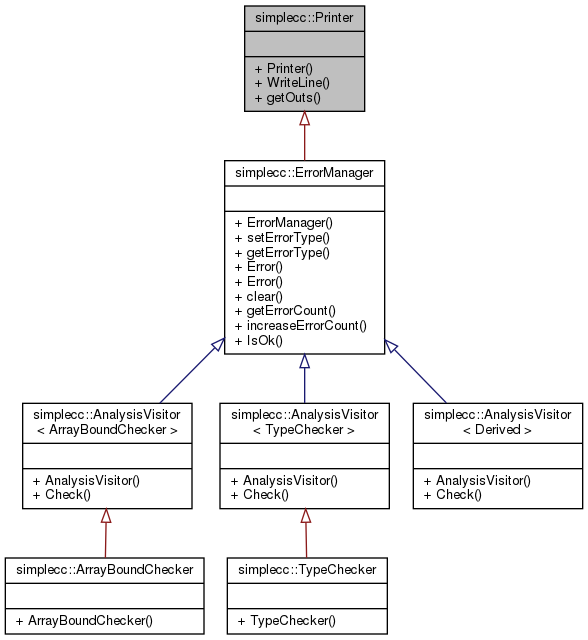 simplecc::Printer
+ Printer()
+ WriteLine()
+ getOuts()
simplecc::ErrorManager
+ ErrorManager()
+ setErrorType()
+ getErrorType()
+ Error()
+ Error()
+ clear()
+ getErrorCount()
+ increaseErrorCount()
+ IsOk()
simplecc::AnalysisVisitor
< ArrayBoundChecker >
+ AnalysisVisitor()
+ Check()
simplecc::AnalysisVisitor
< TypeChecker >
+ AnalysisVisitor()
+ Check()
simplecc::AnalysisVisitor
< Derived >
+ AnalysisVisitor()
+ Check()
simplecc::ArrayBoundChecker
+ ArrayBoundChecker()
simplecc::TypeChecker
+ TypeChecker()